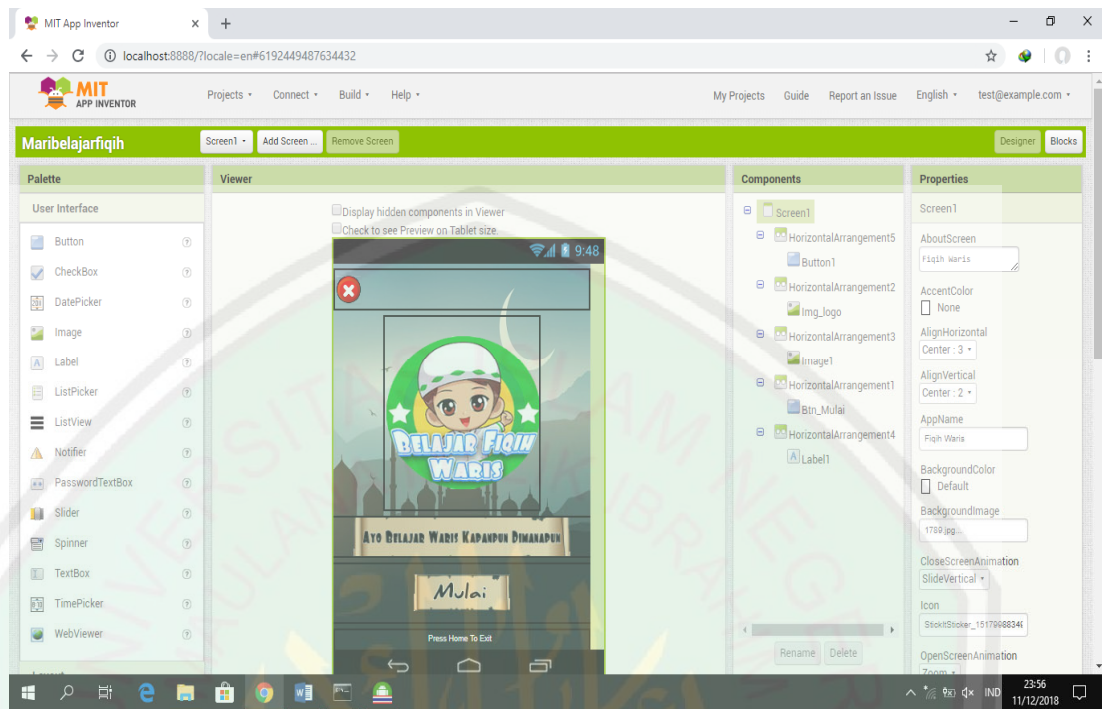 MIT App Inventor
localhost:8888/?locale=en#6192449487634432
MIT
APP INVENTOR
Projects
Connect
Build
Help
My Projects
Guide
Report an Issue
English
test@example.com
Maribelajarfiqih
Screen1
Add Screen ...
Remove Screen
Designer
Blocks
Palette
User Interface
Button
CheckBox
DatePicker
Image
Label
ListPicker
ListView
Notifier
PasswordTextBox
Slider
Spinner
TextBox
TimePicker
WebViewer
Viewer
Display hidden components in Viewer
Check to see Preview on Tablet size.
9:48
BELAJAR FIQIH
WARIS
AYO BELAJAR WARIS KAPANPUN DIMANAPUN
Mulai
Press Home To Exit
Components
Screen1
HorizontalArrangement5
Button1
HorizontalArrangement2
Img_logo
HorizontalArrangement3
Image1
HorizontalArrangement1
Btn_Mulai
HorizontalArrangement4
Label1
Rename
Delete
Properties
Screen1
AboutScreen
Fiqih Waris
AccentColor
None
AlignHorizontal
Center : 3
AlignVertical
Center : 2
AppName
Fiqih Waris
BackgroundColor
Default
BackgroundImage
1789.jpg...
CloseScreenAnimation
SlideVertical
Icon
OpenScreenAnimation
Zoom
IND
23:56
11/12/2018